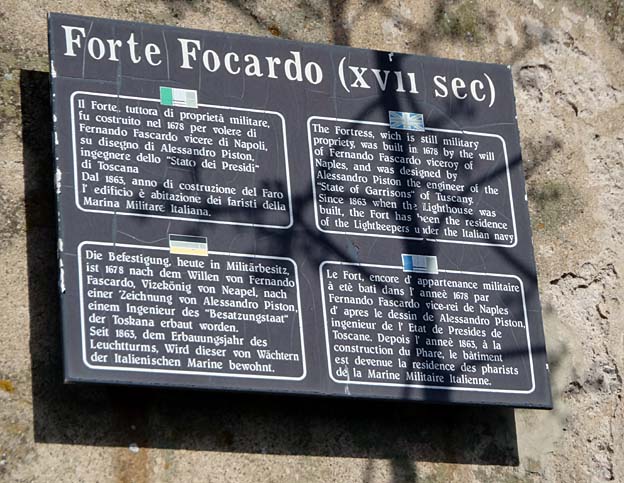 Forte Focardo (XVII sec)
Il Forte, tuttora di proprietà militare,
fu costruito nel 1678 per volere di
Fernando Fascardo vicere di Napoli,
su disegno di Alessandro Piston,
ingegnere dello "Stato dei Presidi"
di Toscana
Dal 1863, anno di costruzione del Faro
l' edificio è abitazione dei faristi della
Marina Militare Italiana.
The Fortress, wich is still military
propriety, was built in 1678 by the will
of Fernando Fascardo viceroy of
Naples, and was designed by
Alessandro Piston the engineer of the
"State of Garrisons" of Tuscany.
Since 1863 when the Lighthouse was
built, the Fort has been the residence
of the Lightkeepers under the Italian navy
Die Befestigung, heute in Militärbesitz,
ist 1678 nach dem Willen von Fernando
Fascardo, Vizekönig von Neapel, nach
einer Zeichnung von Alessandro Piston,
einem Ingenieur des "Besatzungstaat"
der Toskana erbaut worden.
Seit 1863, dem Erbauungsjahr des
Leuchtturms, Wird dieser von Wächtern
der Italienischen Marine bewohnt.
Le Fort, encore d' appartenance militaire
à etè bati dans l' anneè 1678 par
Fernando Fascardo vice-rei de Naples
d' apres le dessin de Alessandro Piston,
ingenieur de l' Etat de Presides de
Toscane. Depois l' anneè 1863, à la
construction du Phare, le bâtiment
est devenue la residence des pharists
de la Marine Militaire Italienne.